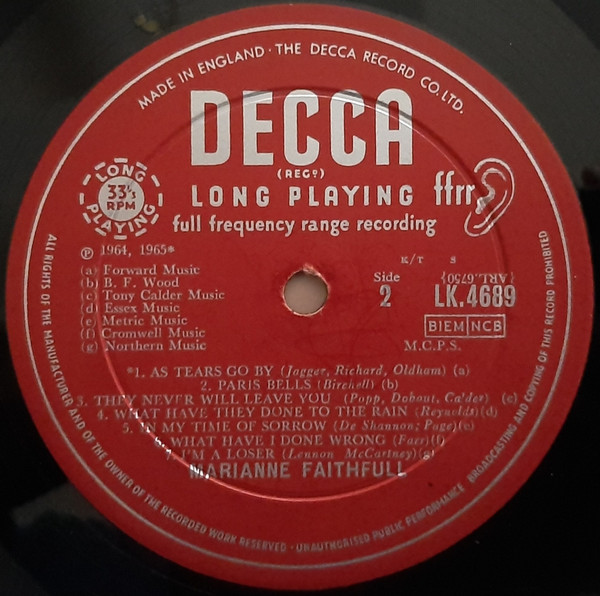 MADE IN ENGLAND · THE DECCA RECORD CO. LTD.
DECCA
(REGD)
LONG PLAYING
33⅓
RPM
LONG PLAYING ffrr
full frequency range recording
℗ 1964, 1965*
(a) Forward Music
(b) B. F. Wood
(c) Tony Calder Music
(d) Essex Music
(e) Metric Music
(f) Cromwell Music
(g) Northern Music
E/T S
Side
2
(ARL.6750)
LK.4689
BIEM NCB
M.C.P.S.
*1. AS TEARS GO BY (Jagger, Richard, Oldham) (a)
2. PARIS BELLS (Birchell) (b)
3. THEY NEVER WILL LEAVE YOU (Popp, Dobout, Calder) (c)
4. WHAT HAVE THEY DONE TO THE RAIN (Reynolds)(d)
5. IN MY TIME OF SORROW (De Shannon; Page)(e)
6. WHAT HAVE I DONE WRONG (Farr)(f)
7. I'M A LOSER (Lennon McCartney)(g)
MARIANNE FAITHFULL
ALL RIGHTS OF THE MANUFACTURER AND OF THE OWNER OF THE RECORDED WORK RESERVED · UNAUTHORISED PUBLIC PERFORMANCE BROADCASTING AND COPYING OF THIS RECORD PROHIBITED